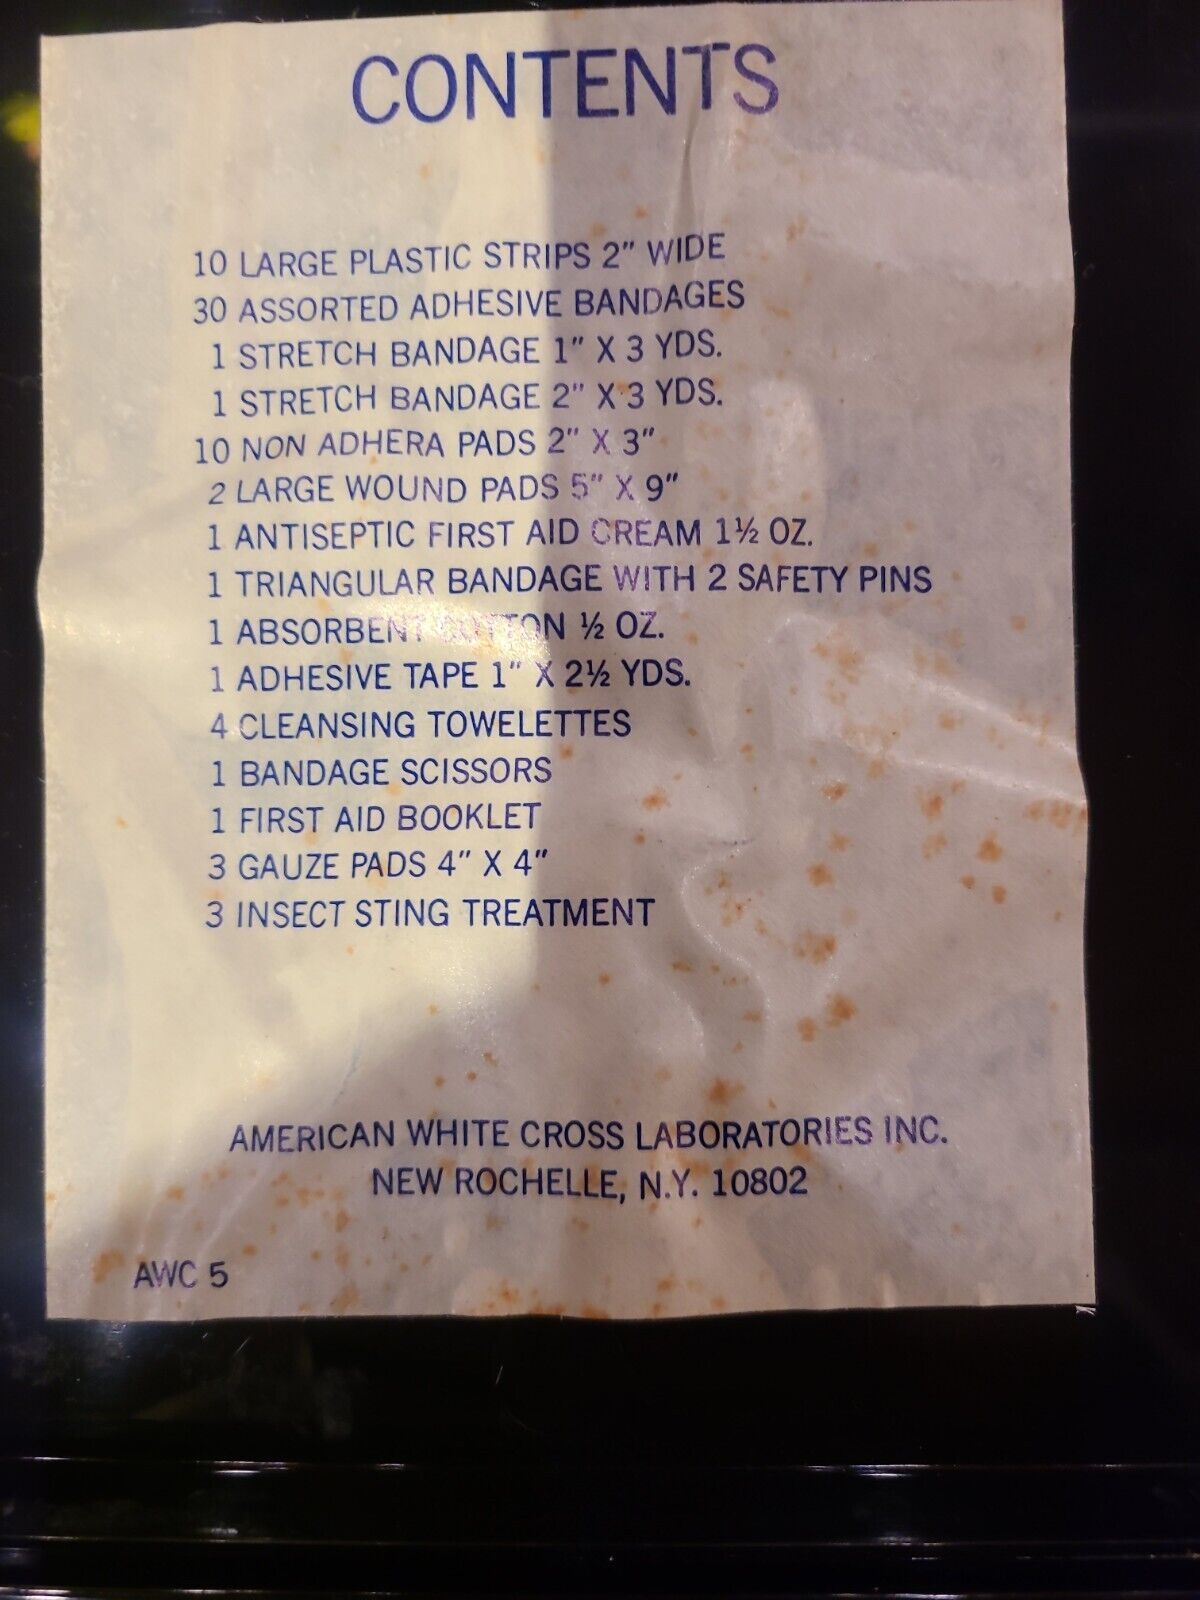 CONTENTS
10 LARGE PLASTIC STRIPS 2" WIDE
30 ASSORTED ADHESIVE BANDAGES
1 STRETCH BANDAGE 1" X 3 YDS.
1 STRETCH BANDAGE 2" X 3 YDS.
10 NON ADHERA PADS 2" X 3"
2 LARGE WOUND PADS 5" X 9"
1 ANTISEPTIC FIRST AID CREAM 1½ OZ.
1 TRIANGULAR BANDAGE WITH 2 SAFETY PINS
1 ABSORBENT COTTON ½ OZ.
1 ADHESIVE TAPE 1" X 2½ YDS.
4 CLEANSING TOWELETTES
1 BANDAGE SCISSORS
1 FIRST AID BOOKLET
3 GAUZE PADS 4" X 4"
3 INSECT STING TREATMENT
AMERICAN WHITE CROSS LABORATORIES INC.
NEW ROCHELLE, N.Y. 10802
AWC 5